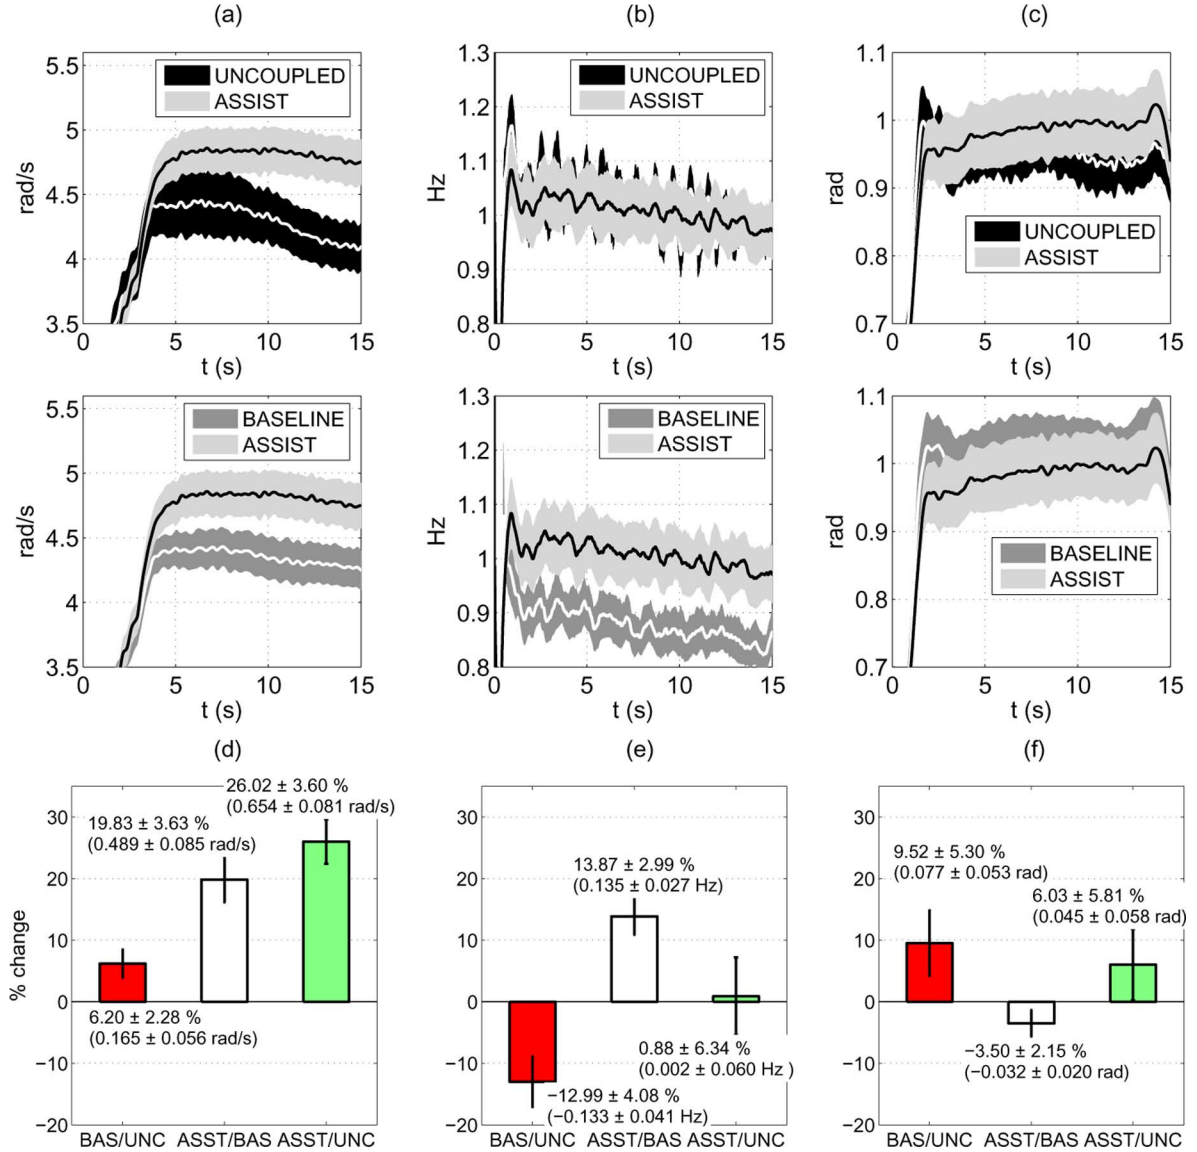 (a)
(b)
(c)
5.5
5
4.5
4
3.5
rad/s
UNCOUPLED
ASSIST
0
5
10
15
t (s)
1.3
1.2
1.1
1
0.9
0.8
Hz
UNCOUPLED
ASSIST
0
5
10
15
t (s)
1.1
1
0.9
0.8
0.7
rad
UNCOUPLED
ASSIST
0
5
10
15
t (s)
5.5
5
4.5
4
3.5
rad/s
BASELINE
ASSIST
0
5
10
15
t (s)
1.3
1.2
1.1
1
0.9
0.8
Hz
BASELINE
ASSIST
0
5
10
15
t (s)
1.1
1
0.9
0.8
0.7
rad
BASELINE
ASSIST
0
5
10
15
t (s)
(d)
(e)
(f)
% change
30
20
10
0
−10
−20
26.02 ± 3.60 %
(0.654 ± 0.081 rad/s)
19.83 ± 3.63 %
(0.489 ± 0.085 rad/s)
6.20 ± 2.28 %
(0.165 ± 0.056 rad/s)
BAS/UNC
ASST/BAS
ASST/UNC
30
20
10
0
−10
−20
13.87 ± 2.99 %
(0.135 ± 0.027 Hz)
0.88 ± 6.34 %
(0.002 ± 0.060 Hz )
−12.99 ± 4.08 %
(−0.133 ± 0.041 Hz)
BAS/UNC
ASST/BAS
ASST/UNC
30
20
10
0
−10
−20
9.52 ± 5.30 %
(0.077 ± 0.053 rad)
6.03 ± 5.81 %
(0.045 ± 0.058 rad)
−3.50 ± 2.15 %
(−0.032 ± 0.020 rad)
BAS/UNC
ASST/BAS
ASST/UNC